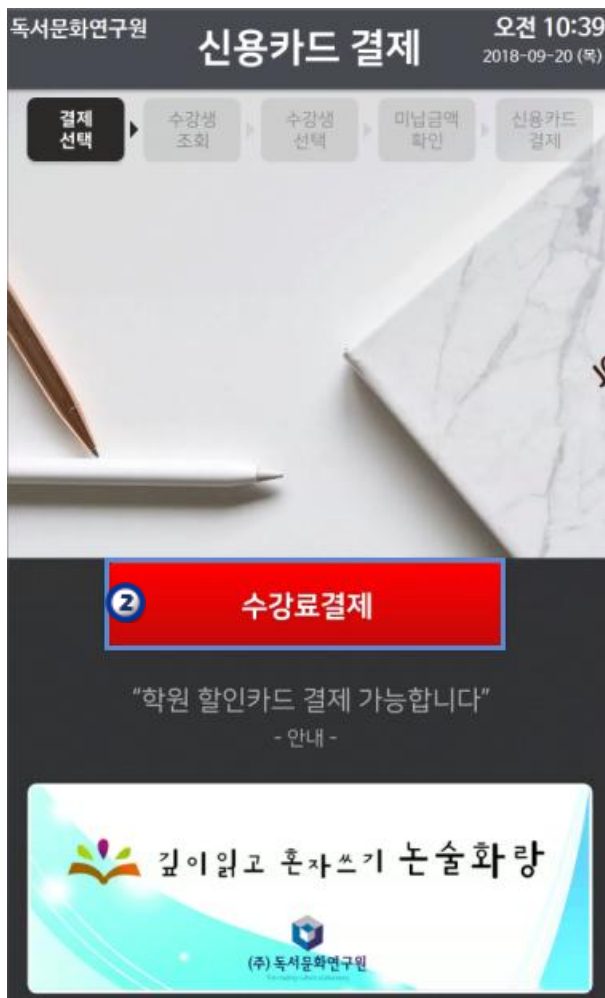 독서문화연구원
신용카드 결제
오전 10:39
2018-09-20 (목)
결제
선택
수강생
조회
수강생
선택
미납금액
확인
신용카드
결제
2
수강료결제
“학원 할인카드 결제 가능합니다”
- 안내 -
깊이읽고 혼자쓰기 논술화랑
(주) 독서문화연구원